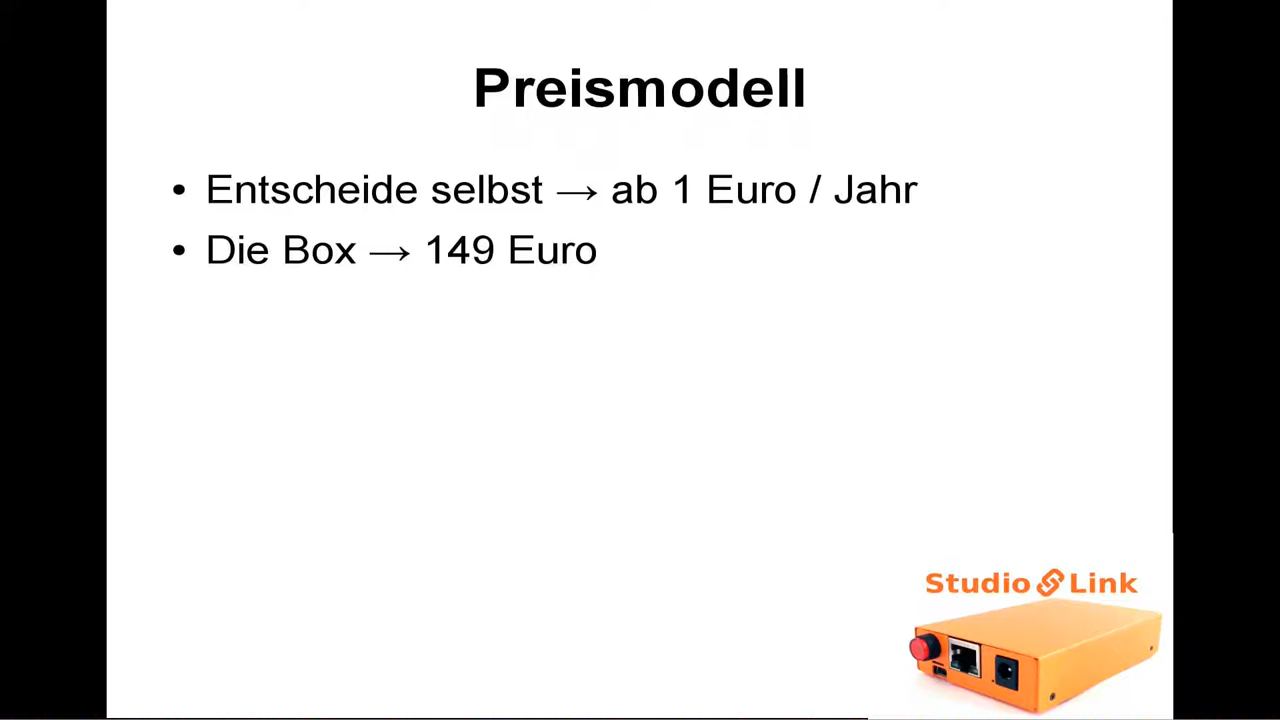 Preismodell
• Entscheide selbst → ab 1 Euro / Jahr
• Die Box → 149 Euro
Studio Link